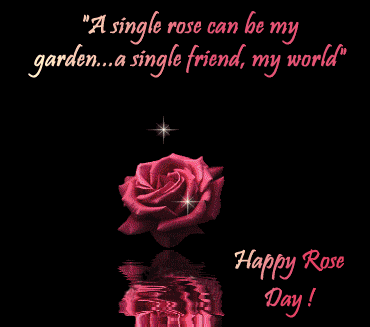 "A single rose can be my
garden...a single friend, my world"
Happy Rose
Day !